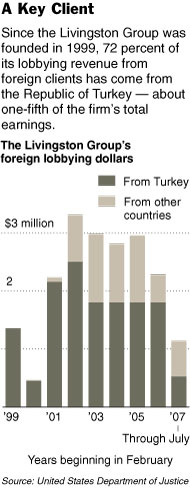 A Key Client
Since the Livingston Group was
founded in 1999, 72 percent of
its lobbying revenue from
foreign clients has come from
the Republic of Turkey — about
one-fifth of the firm's total
earnings.
The Livingston Group's
foreign lobbying dollars
From Turkey
From other
countries
$3 million
2
'99 '01 '03 '05 '07
Through July
Years beginning in February
Source: United States Department of Justice